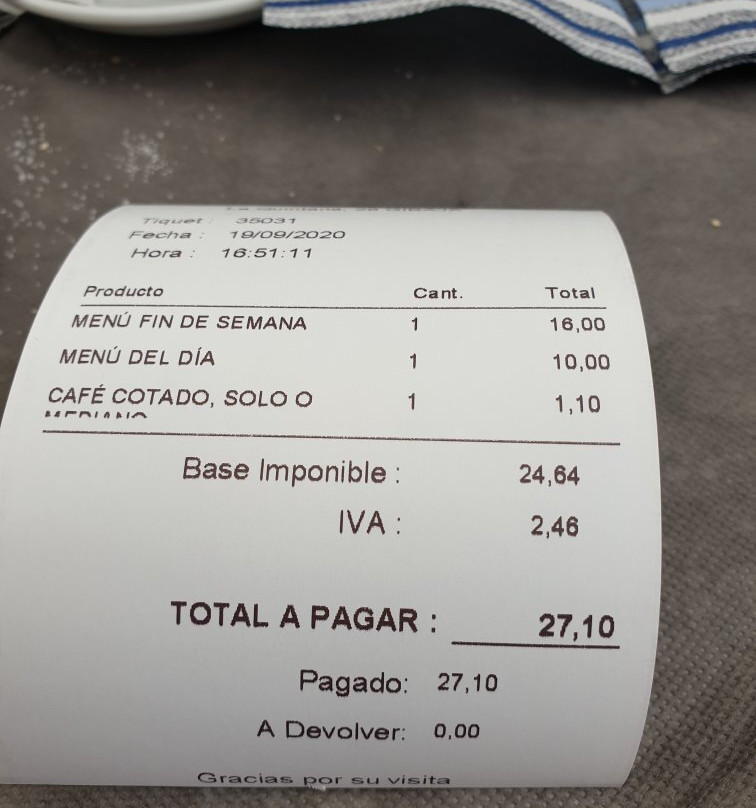 Tiquet : 35031
Fecha : 19/09/2020
Hora : 16:51:11
Producto Cant. Total
MENÚ FIN DE SEMANA 1 16,00
MENÚ DEL DÍA 1 10,00
CAFÉ COTADO, SOLO O 1 1,10
MEDIANO
Base Imponible : 24,64
IVA : 2,46
TOTAL A PAGAR : 27,10
Pagado: 27,10
A Devolver: 0,00
Gracias por su visita